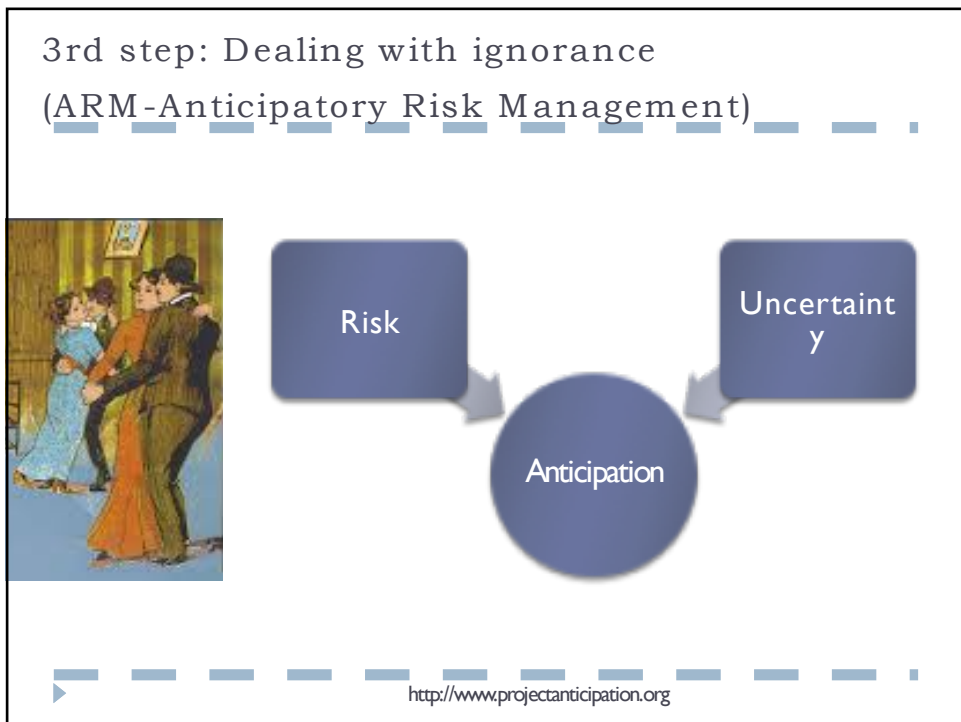 3rd step: Dealing with ignorance
(ARM-Anticipatory Risk Management)
Risk
Uncertaint
y
Anticipation
http://www.projectanticipation.org